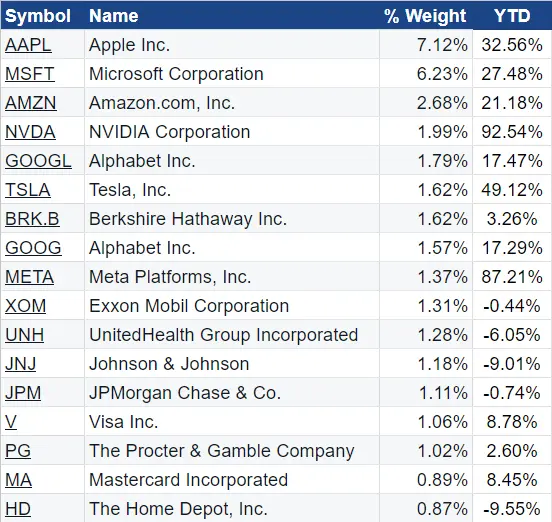 Symbol Name % Weight YTD
AAPL Apple Inc. 7.12% 32.56%
MSFT Microsoft Corporation 6.23% 27.48%
AMZN Amazon.com, Inc. 2.68% 21.18%
NVDA NVIDIA Corporation 1.99% 92.54%
GOOGL Alphabet Inc. 1.79% 17.47%
TSLA Tesla, Inc. 1.62% 49.12%
BRK.B Berkshire Hathaway Inc. 1.62% 3.26%
GOOG Alphabet Inc. 1.57% 17.29%
META Meta Platforms, Inc. 1.37% 87.21%
XOM Exxon Mobil Corporation 1.31% -0.44%
UNH UnitedHealth Group Incorporated 1.28% -6.05%
JNJ Johnson & Johnson 1.18% -9.01%
JPM JPMorgan Chase & Co. 1.11% -0.74%
V Visa Inc. 1.06% 8.78%
PG The Procter & Gamble Company 1.02% 2.60%
MA Mastercard Incorporated 0.89% 8.45%
HD The Home Depot, Inc. 0.87% -9.55%